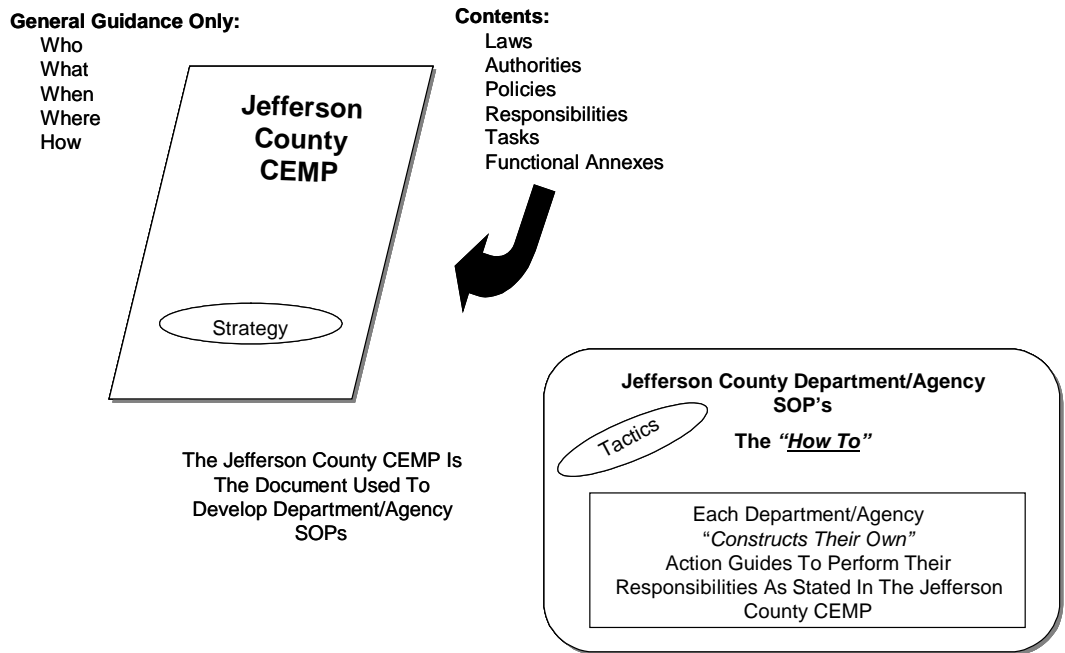 General Guidance Only:
Who
What
When
Where
How
Contents:
Laws
Authorities
Policies
Responsibilities
Tasks
Functional Annexes
Jefferson
County
CEMP
Strategy
The Jefferson County CEMP Is
The Document Used To
Develop Department/Agency
SOPs
Jefferson County Department/Agency
SOP's
Tactics
The "How To"
Each Department/Agency
"Constructs Their Own"
Action Guides To Perform Their
Responsibilities As Stated In The Jefferson
County CEMP